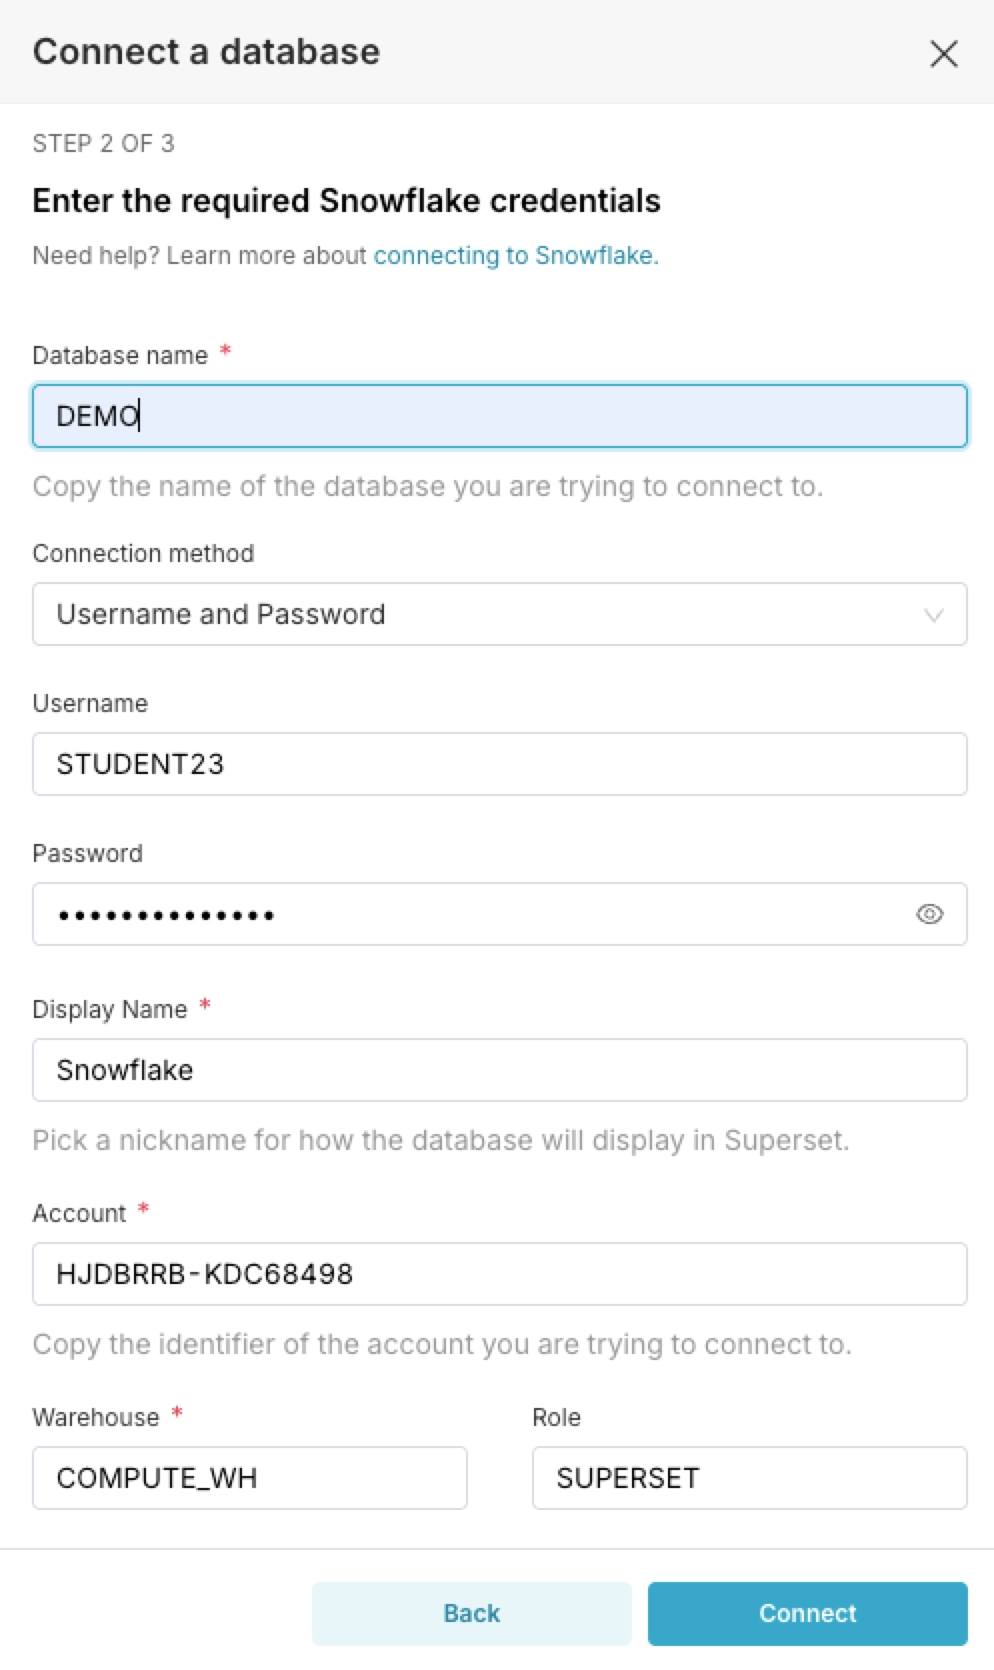 Connect a database
STEP 2 OF 3
Enter the required Snowflake credentials
Need help? Learn more about connecting to Snowflake.
Database name *
DEMO
Copy the name of the database you are trying to connect to.
Connection method
Username and Password
Username
STUDENT23
Password
••••••••••••••
Display Name *
Snowflake
Pick a nickname for how the database will display in Superset.
Account *
HJDBRRB-KDC68498
Copy the identifier of the account you are trying to connect to.
Warehouse * Role
COMPUTE_WH SUPERSET
Back Connect